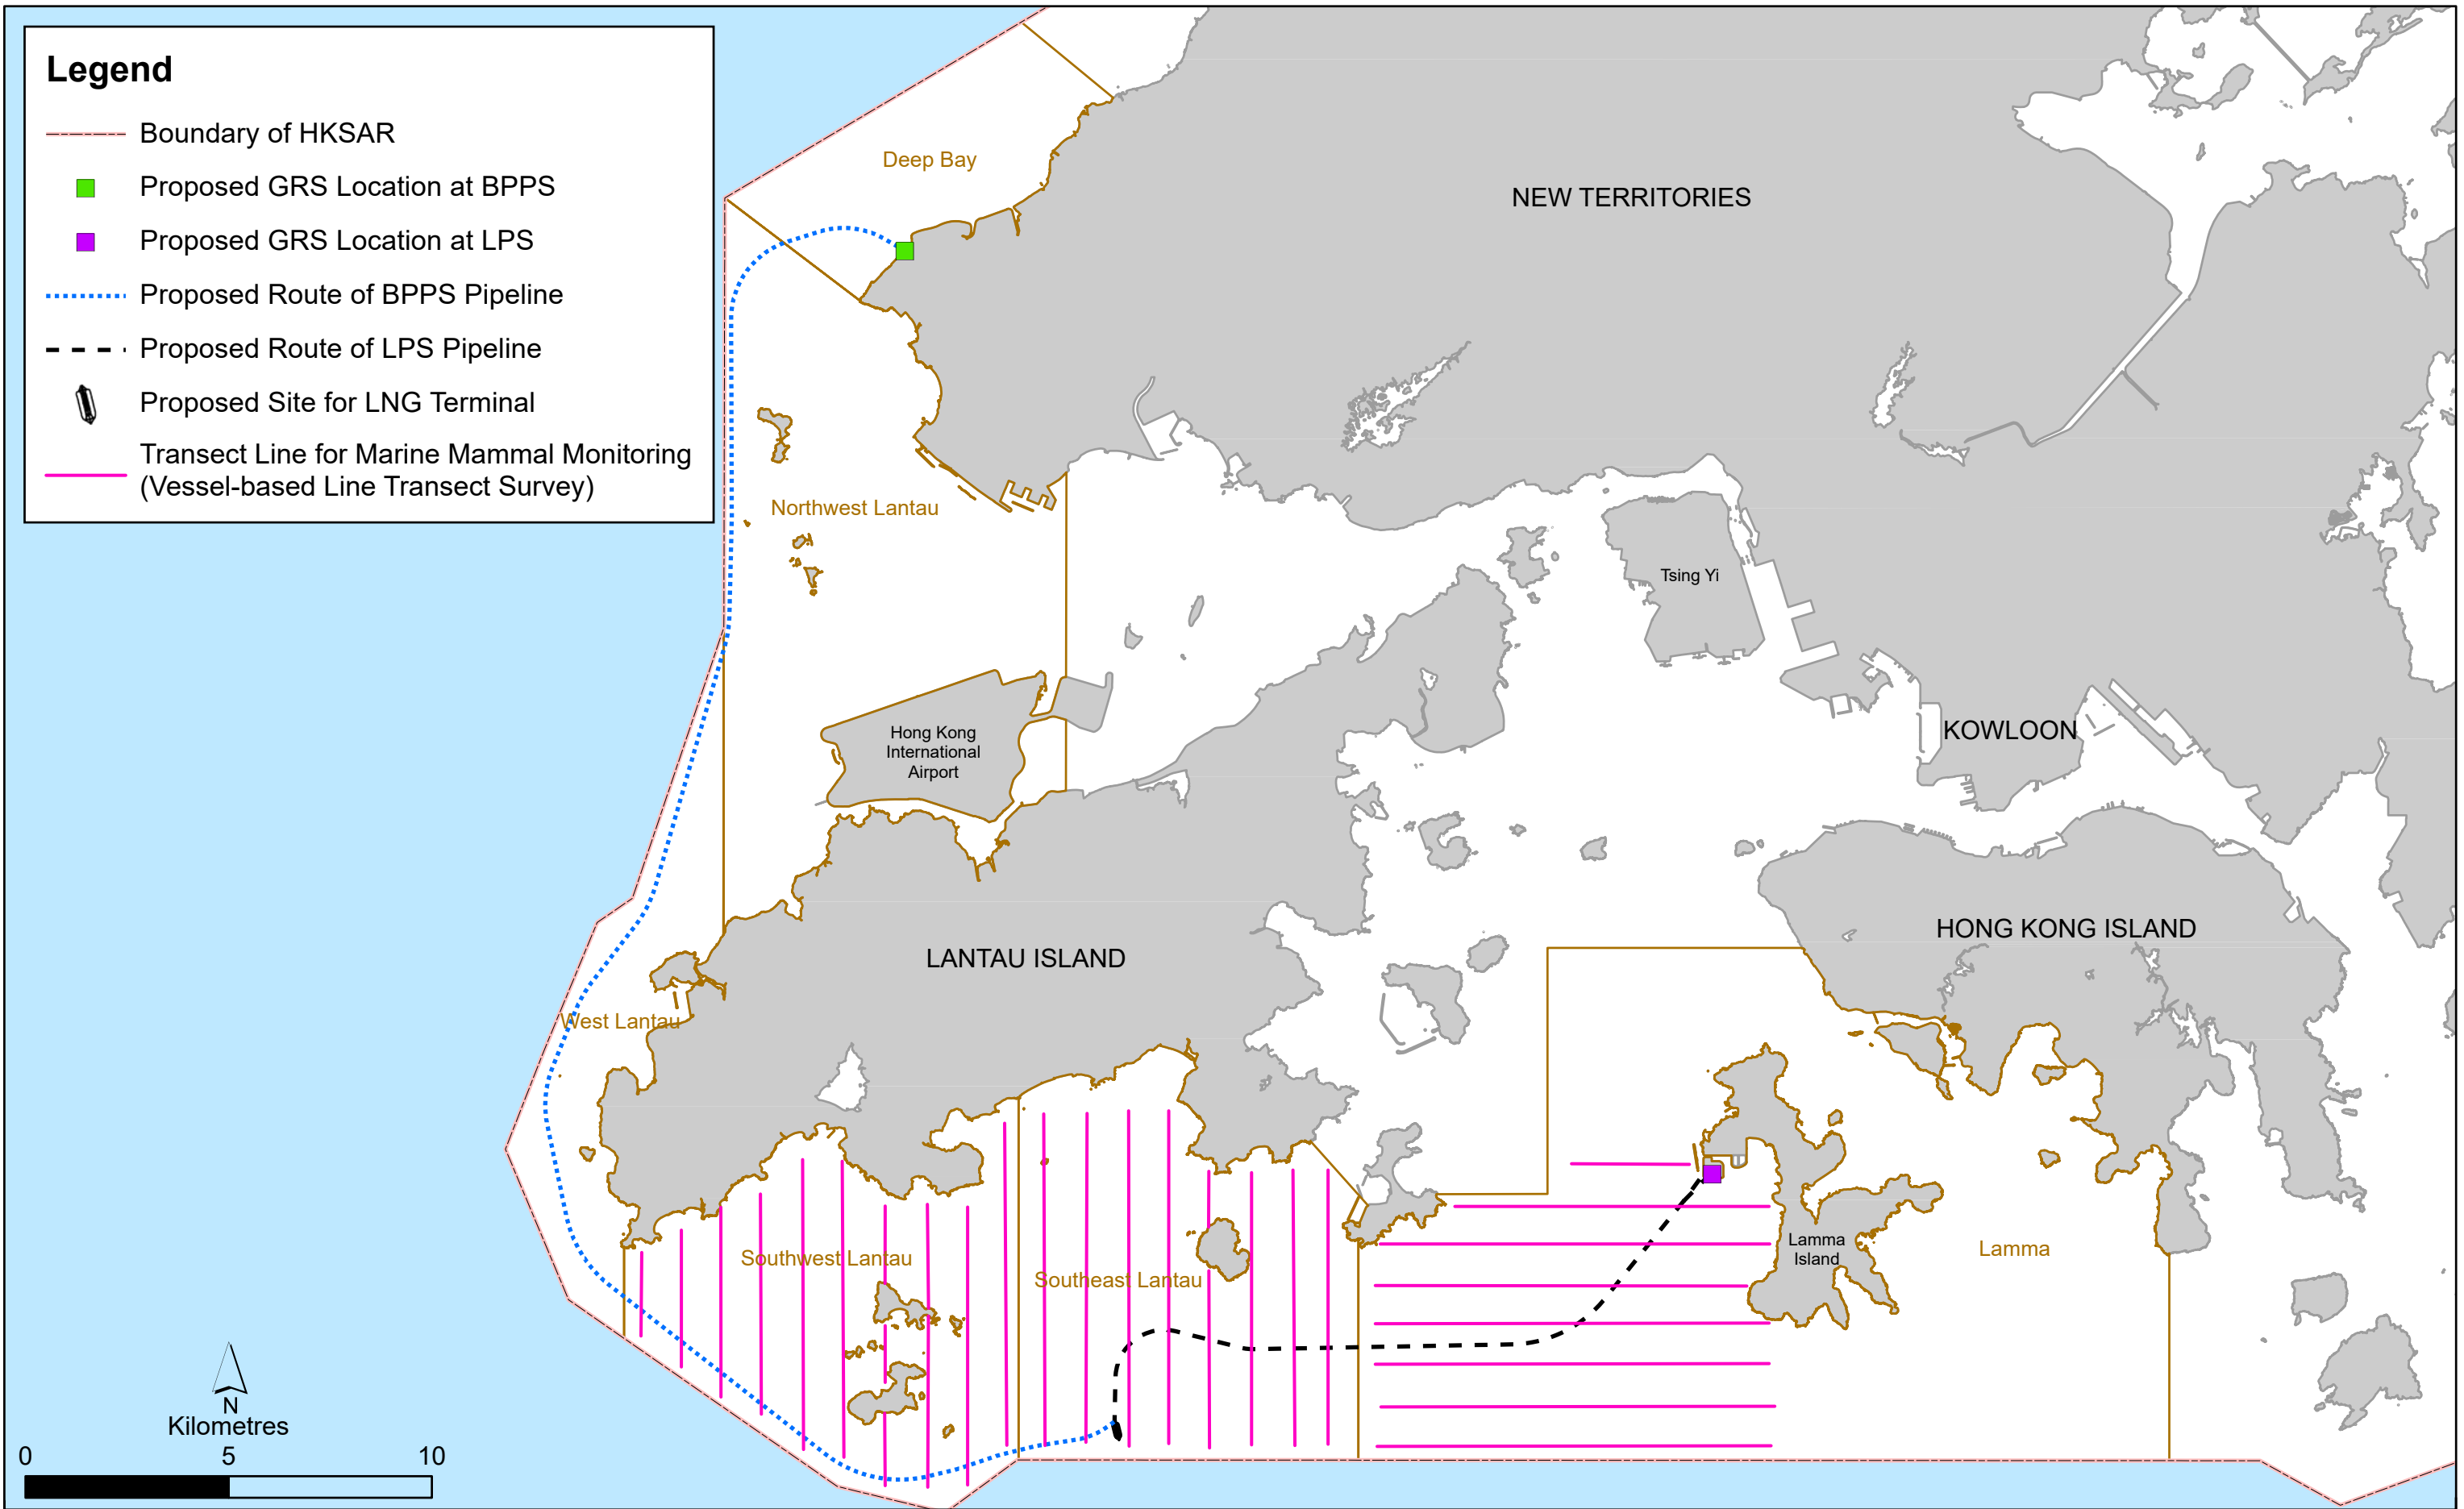 Legend
Boundary of HKSAR
Proposed GRS Location at BPPS
Proposed GRS Location at LPS
Proposed Route of BPPS Pipeline
Proposed Route of LPS Pipeline
Proposed Site for LNG Terminal
Transect Line for Marine Mammal Monitoring
(Vessel-based Line Transect Survey)
Deep Bay
NEW TERRITORIES
Northwest Lantau
Tsing Yi
Hong Kong
International
Airport
KOWLOON
LANTAU ISLAND
HONG KONG ISLAND
West Lantau
Southwest Lantau
Southeast Lantau
Lamma
Island
Lamma
N
Kilometres
0 5 10